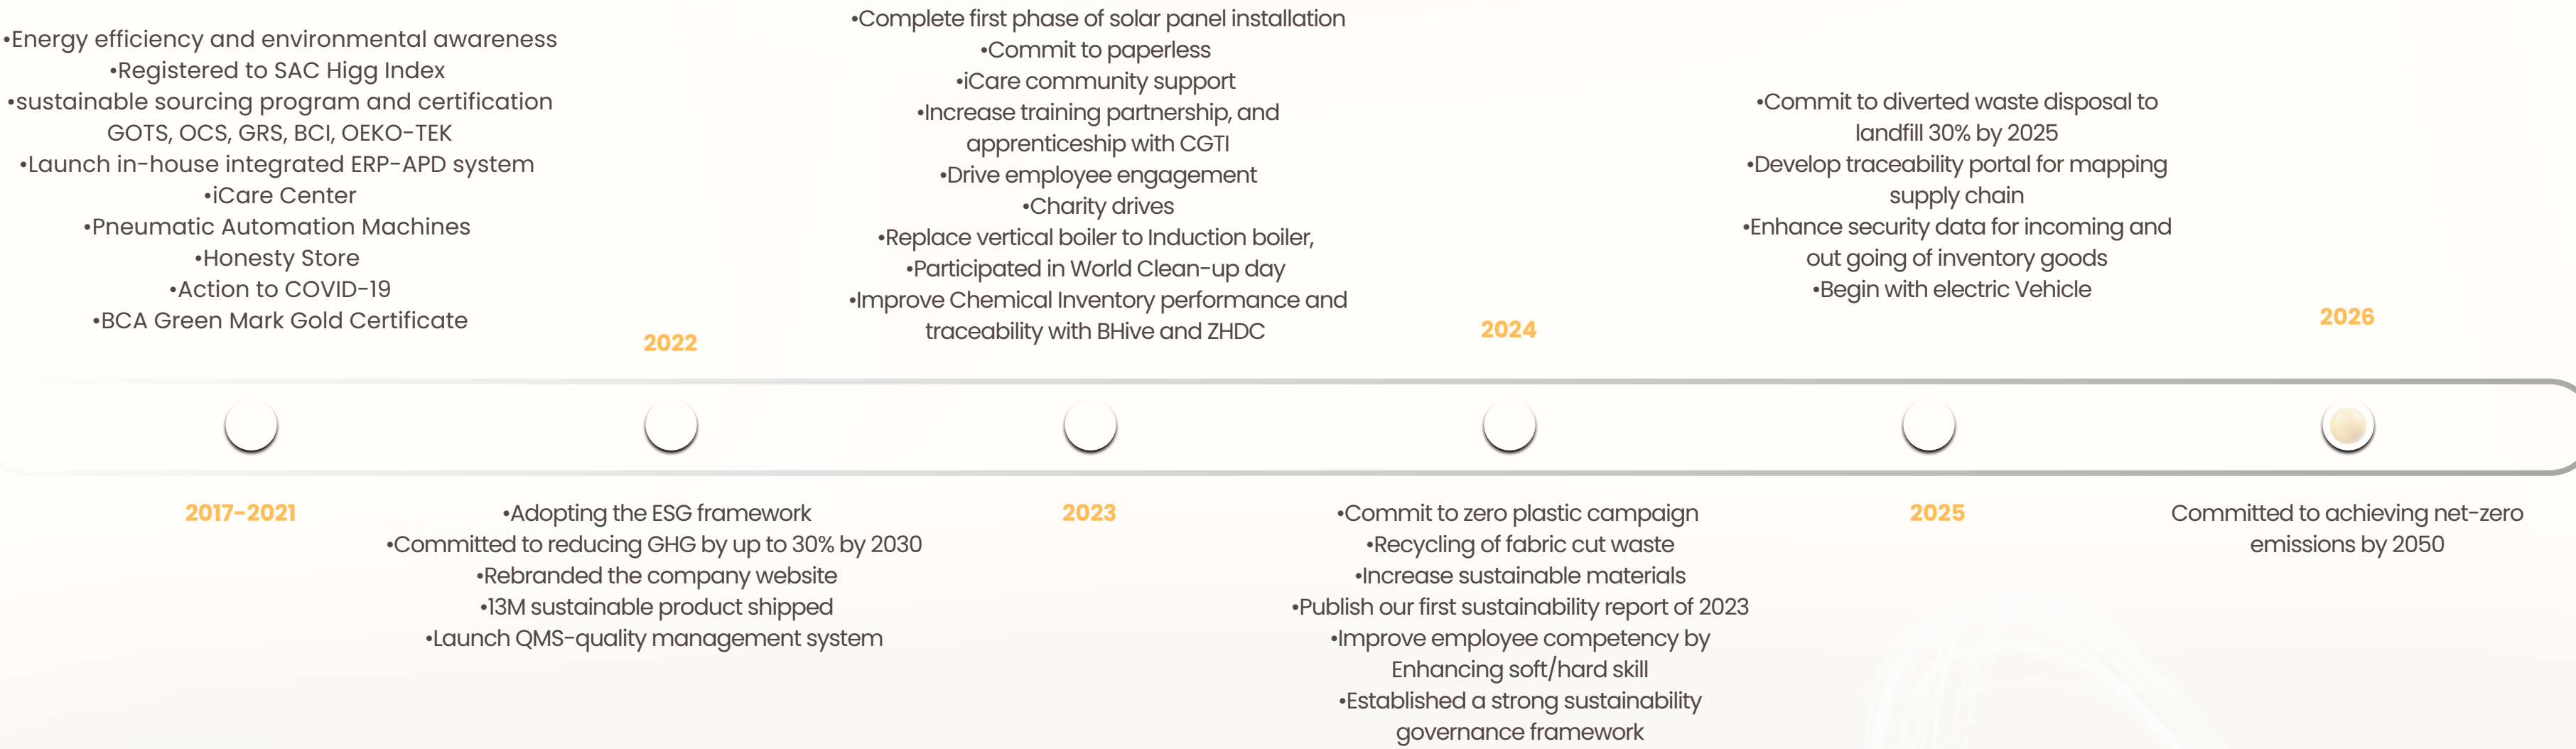 •Energy efficiency and environmental awareness
•Registered to SAC Higg Index
•sustainable sourcing program and certification
GOTS, OCS, GRS, BCI, OEKO-TEK
•Launch in-house integrated ERP-APD system
•iCare Center
•Pneumatic Automation Machines
•Honesty Store
•Action to COVID-19
•BCA Green Mark Gold Certificate
2017-2021
2022
•Adopting the ESG framework
•Committed to reducing GHG by up to 30% by 2030
•Rebranded the company website
•13M sustainable product shipped
•Launch QMS-quality management system
•Complete first phase of solar panel installation
•Commit to paperless
•iCare community support
•Increase training partnership, and
apprenticeship with CGTI
•Drive employee engagement
•Charity drives
•Replace vertical boiler to Induction boiler,
•Participated in World Clean-up day
•Improve Chemical Inventory performance and
traceability with BHive and ZHDC
2023
2024
•Commit to zero plastic campaign
•Recycling of fabric cut waste
•Increase sustainable materials
•Publish our first sustainability report of 2023
•Improve employee competency by
Enhancing soft/hard skill
•Established a strong sustainability
governance framework
•Commit to diverted waste disposal to
landfill 30% by 2025
•Develop traceability portal for mapping
supply chain
•Enhance security data for incoming and
out going of inventory goods
•Begin with electric Vehicle
2025
2026
Committed to achieving net-zero
emissions by 2050